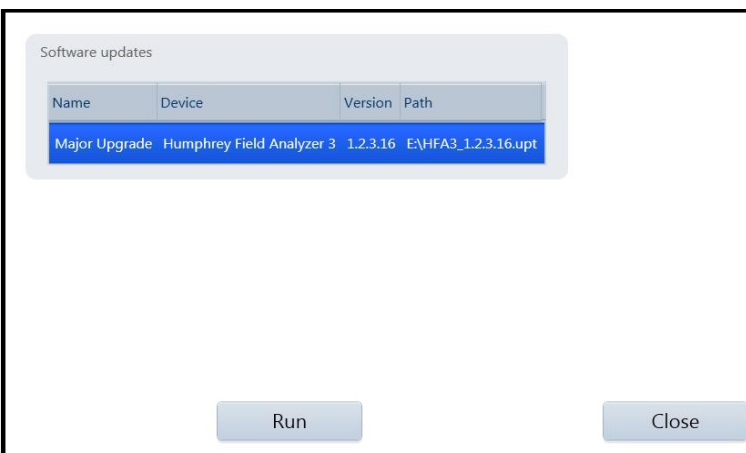 Software updates
Name Device Version Path
Major Upgrade Humphrey Field Analyzer 3 1.2.3.16 E:\HFA3_1.2.3.16.upt
Run Close